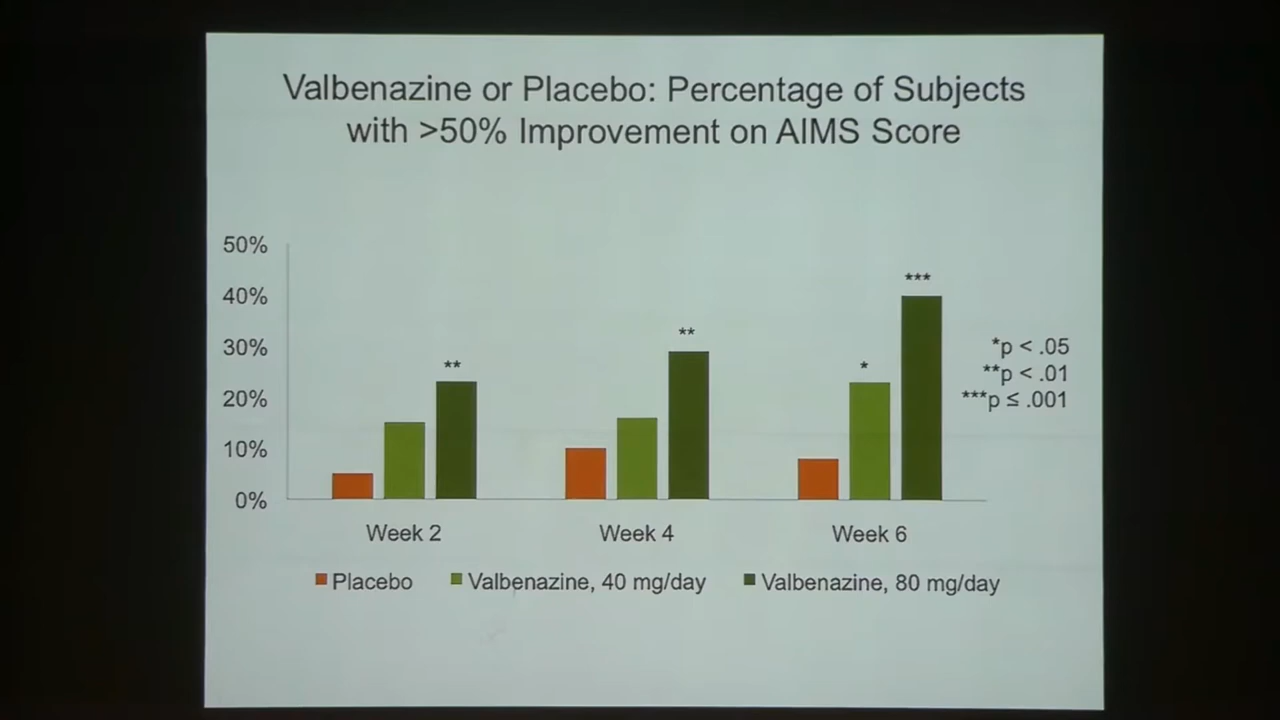 Valbenazine or Placebo: Percentage of Subjects
with >50% Improvement on AIMS Score
50%
40%
30%
20%
10%
0%
**
**
*
***
*p < .05
**p < .01
***p ≤ .001
Week 2
Week 4
Week 6
Placebo
Valbenazine, 40 mg/day
Valbenazine, 80 mg/day